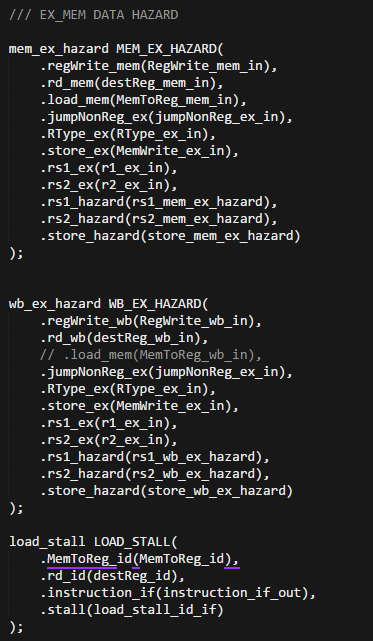 /// EX_MEM DATA HAZARD
mem_ex_hazard MEM_EX_HAZARD(
.regWrite_mem(RegWrite_mem_in),
.rd_mem(destReg_mem_in),
.load_mem(MemToReg_mem_in),
.jumpNonReg_ex(jumpNonReg_ex_in),
.RType_ex(RType_ex_in),
.store_ex(MemWrite_ex_in),
.rs1_ex(r1_ex_in),
.rs2_ex(r2_ex_in),
.rs1_hazard(rs1_mem_ex_hazard),
.rs2_hazard(rs2_mem_ex_hazard),
.store_hazard(store_mem_ex_hazard)
);
wb_ex_hazard WB_EX_HAZARD(
.regWrite_wb(RegWrite_wb_in),
.rd_wb(destReg_wb_in),
// .load_mem(MemToReg_wb_in),
.jumpNonReg_ex(jumpNonReg_ex_in),
.RType_ex(RType_ex_in),
.store_ex(MemWrite_ex_in),
.rs1_ex(r1_ex_in),
.rs2_ex(r2_ex_in),
.rs1_hazard(rs1_wb_ex_hazard),
.rs2_hazard(rs2_wb_ex_hazard),
.store_hazard(store_wb_ex_hazard)
);
load_stall LOAD_STALL(
.MemToReg_id(MemToReg_id),
.rd_id(destReg_id),
.instruction_if(instruction_if_out),
.stall(load_stall_id_if)
);